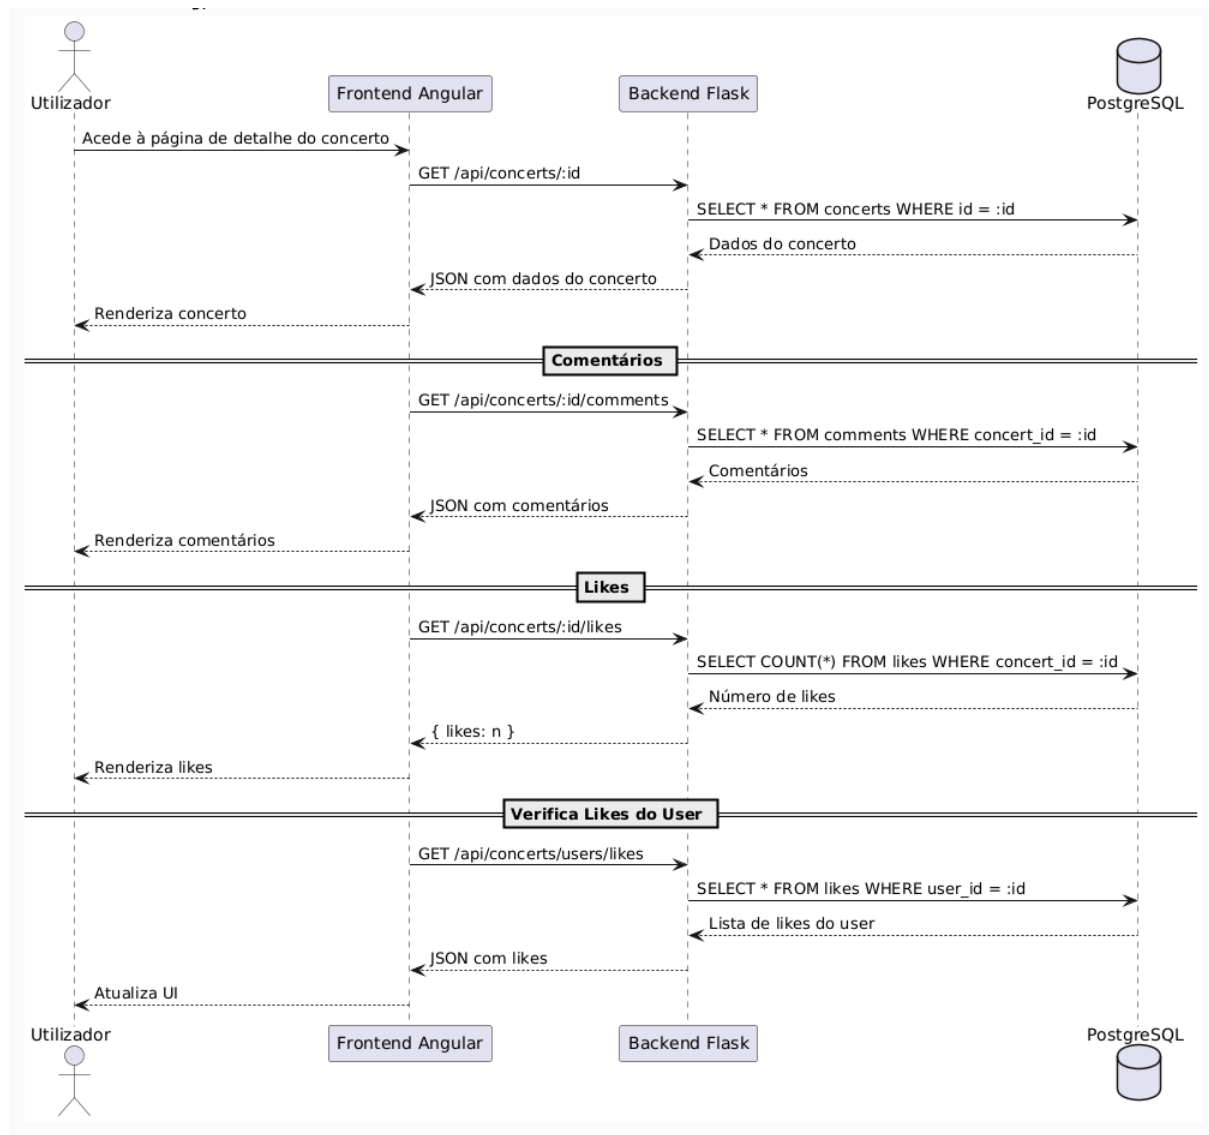 Utilizador
Frontend Angular
Backend Flask
PostgreSQL
Acede à página de detalhe do concerto
GET /api/concerts/:id
SELECT * FROM concerts WHERE id = :id
Dados do concerto
JSON com dados do concerto
Renderiza concerto
Comentários
GET /api/concerts/:id/comments
SELECT * FROM comments WHERE concert_id = :id
Comentários
JSON com comentários
Renderiza comentários
Likes
GET /api/concerts/:id/likes
SELECT COUNT(*) FROM likes WHERE concert_id = :id
Número de likes
{ likes: n }
Renderiza likes
Verifica Likes do User
GET /api/concerts/users/likes
SELECT * FROM likes WHERE user_id = :id
Lista de likes do user
JSON com likes
Atualiza UI
Utilizador
Frontend Angular
Backend Flask
PostgreSQL